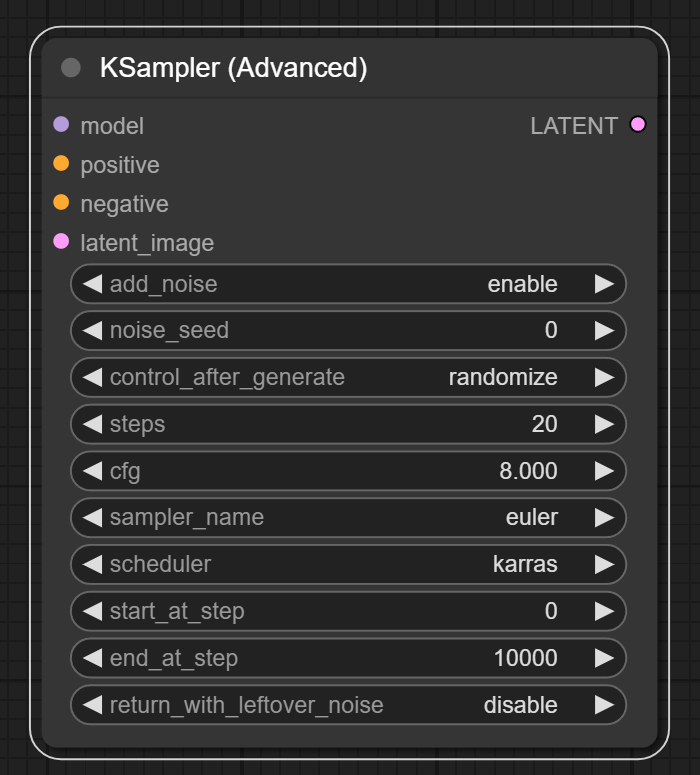 KSampler (Advanced)
model LATENT
positive
negative
latent_image
add_noise enable
noise_seed 0
control_after_generate randomize
steps 20
cfg 8.000
sampler_name euler
scheduler karras
start_at_step 0
end_at_step 10000
return_with_leftover_noise disable